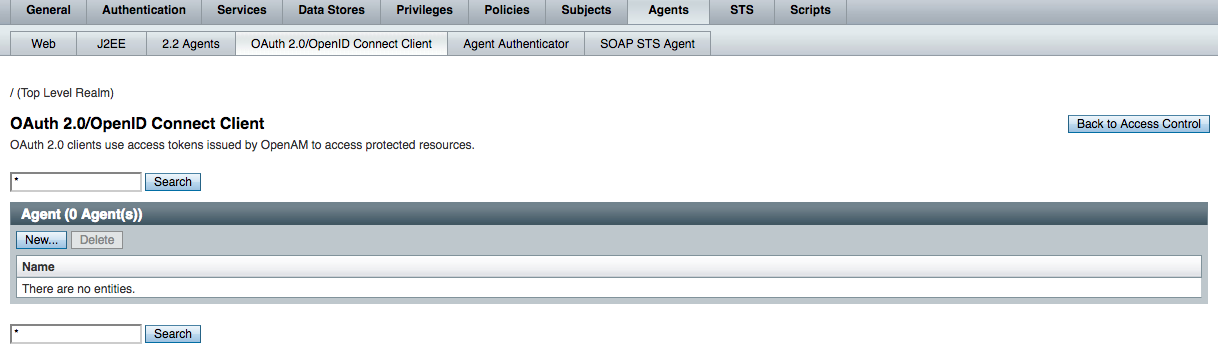 General Authentication Services Data Stores Privileges Policies Subjects Agents STS Scripts
Web J2EE 2.2 Agents OAuth 2.0/OpenID Connect Client Agent Authenticator SOAP STS Agent
/ (Top Level Realm)
OAuth 2.0/OpenID Connect Client Back to Access Control
OAuth 2.0 clients use access tokens issued by OpenAM to access protected resources.
* Search
Agent (0 Agent(s))
New... Delete
Name
There are no entities.
* Search